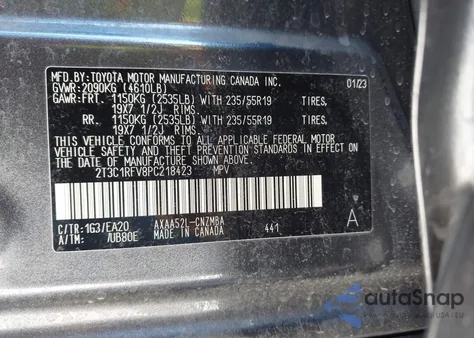 MFD.BY: TOYOTA MOTOR MANUFACTURING CANADA INC.
GVWR: 2090KG (4610LB) 01/23
GAWR:FRT. 1150KG (2535LB) WITH 235/55R19 TIRES,
19X7 1/2J RIMS.
RR. 1150KG (2535LB) WITH 235/55R19 TIRES,
19X7 1/2J RIMS.
THIS VEHICLE CONFORMS TO ALL APPLICABLE FEDERAL MOTOR
VEHICLE SAFETY STANDARDS IN EFFECT ON THE DATE OF
MANUFACTURE SHOWN ABOVE.
2T3C1RFV8PC218423 MPV
C/TR: 1G3/EA20 AXAA52L-CNZMBA 441 A
A/TM: /UB80E MADE IN CANADA
autoSnap